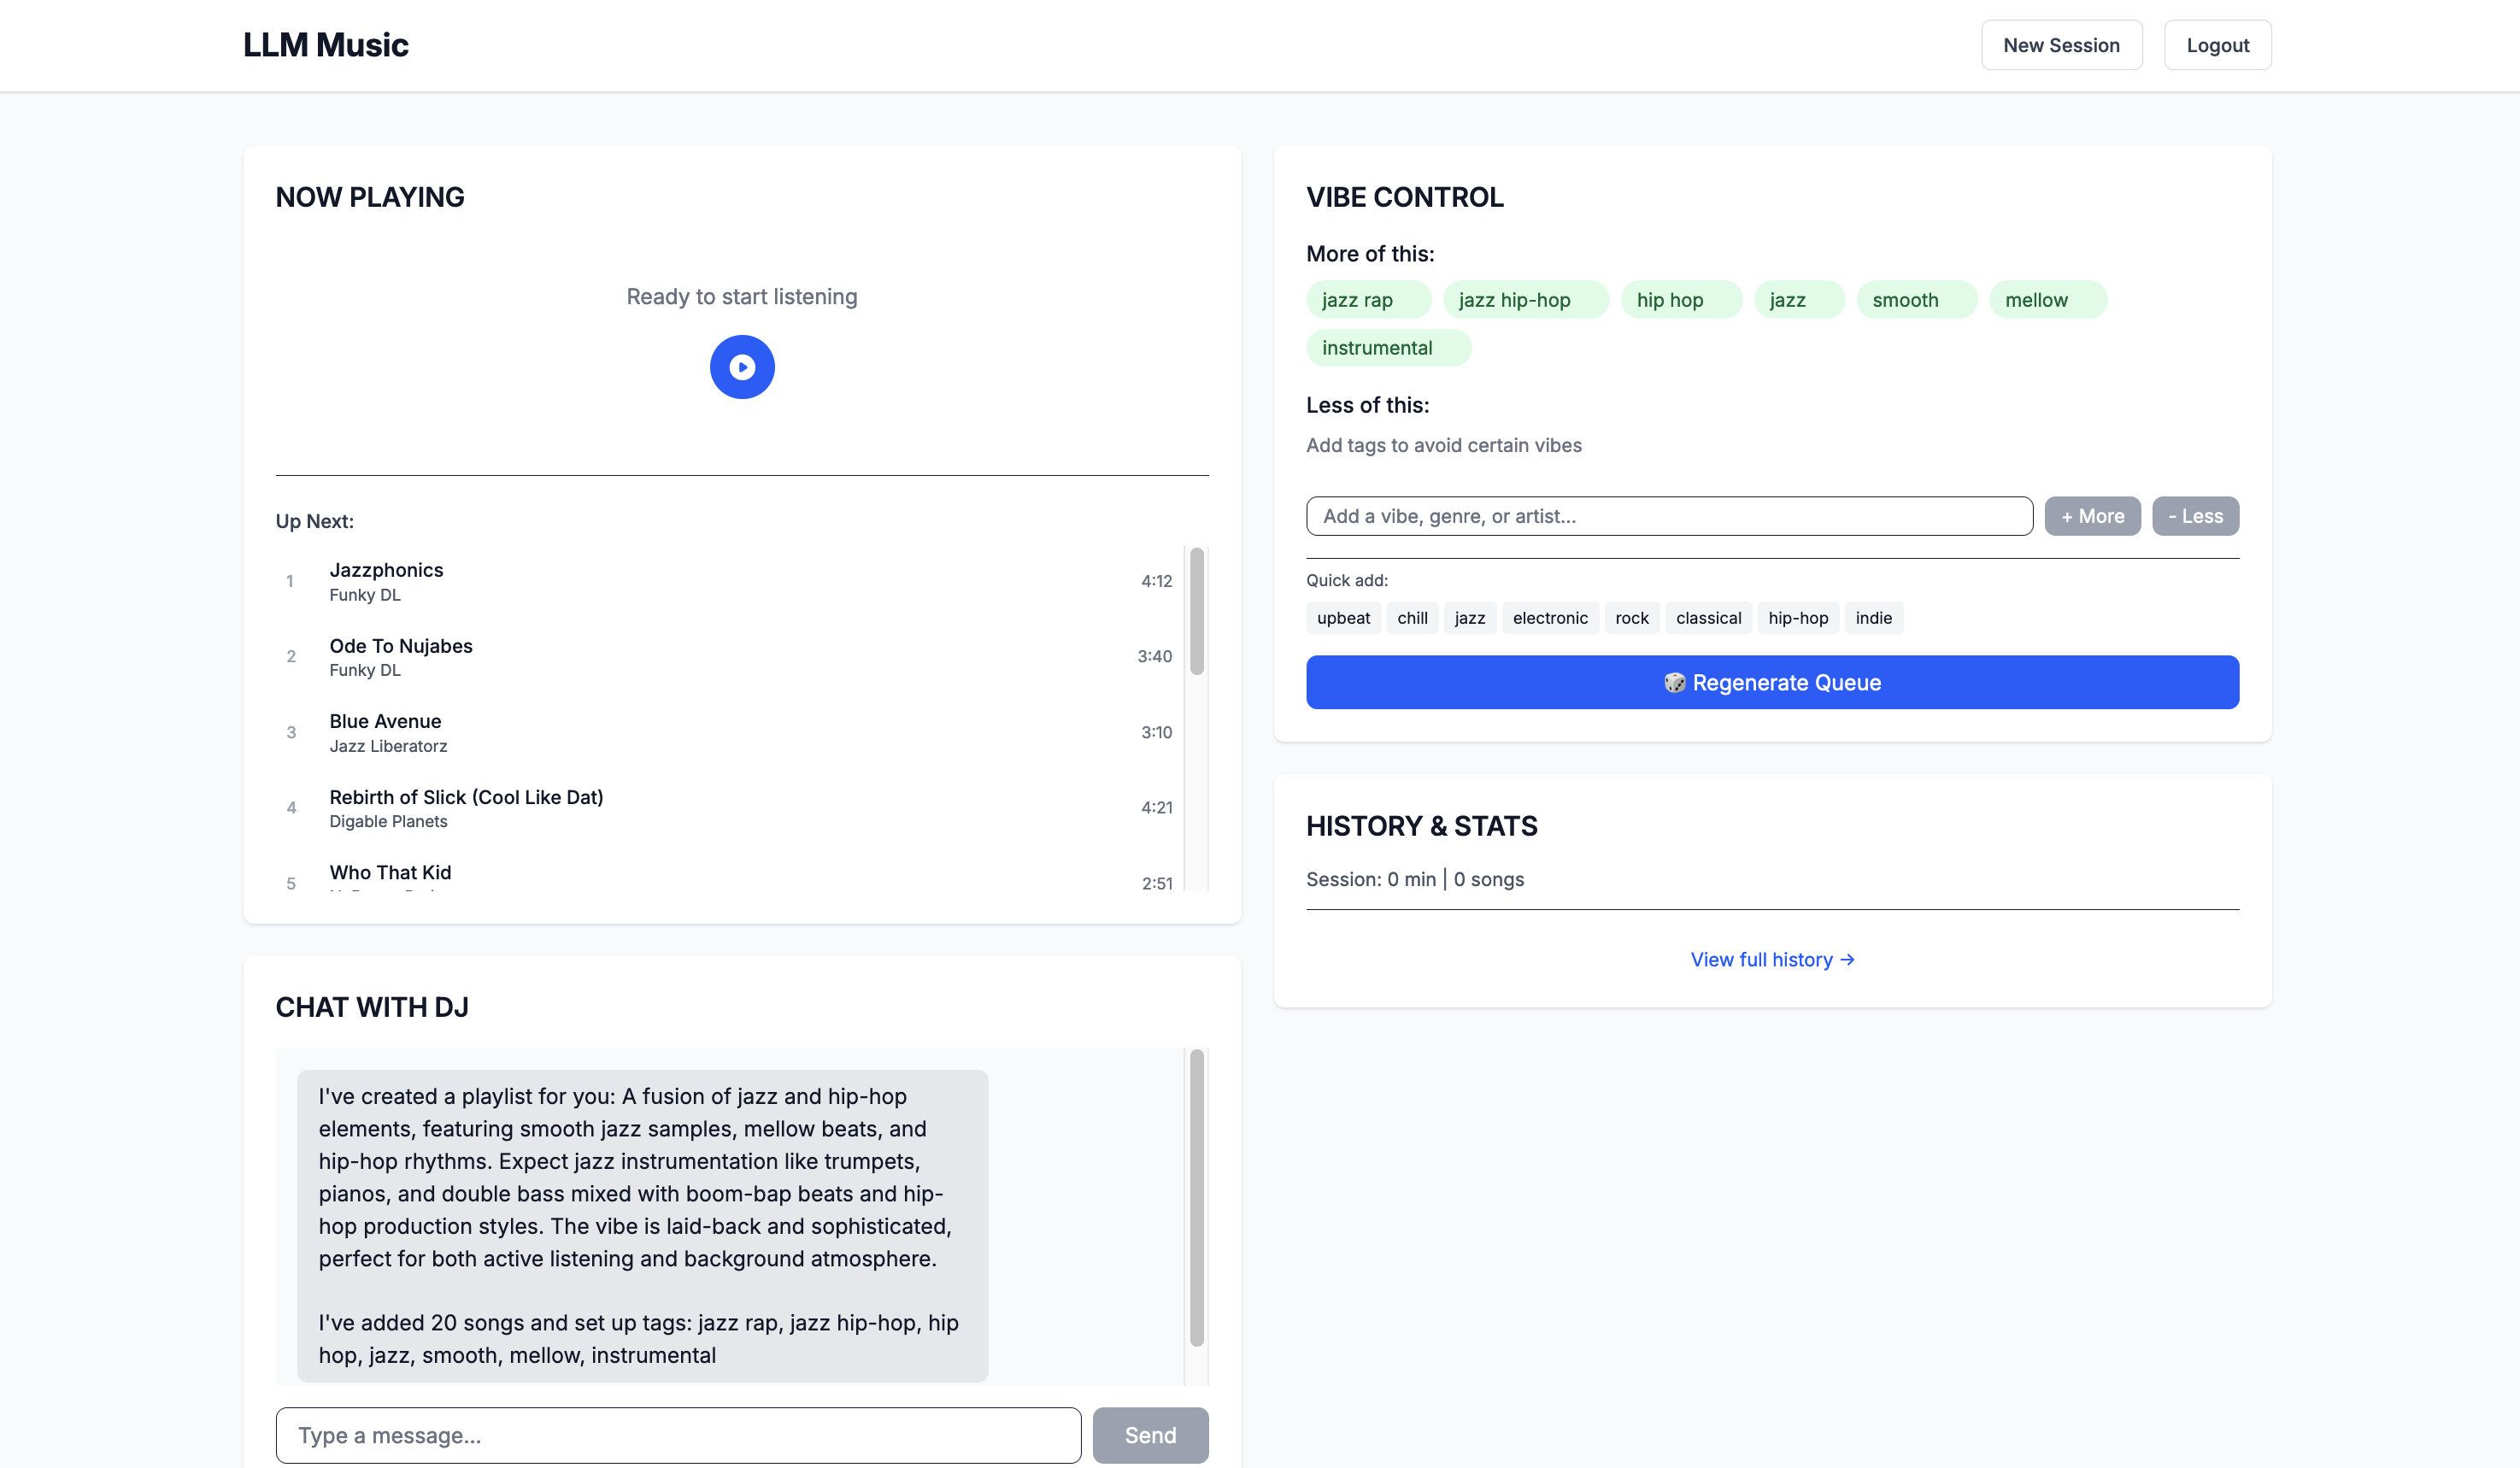 LLM Music
New Session
Logout
NOW PLAYING
Ready to start listening
Up Next:
1
Jazzphonics
Funky DL
4:12
2
Ode To Nujabes
Funky DL
3:40
3
Blue Avenue
Jazz Liberatorz
3:10
4
Rebirth of Slick (Cool Like Dat)
Digable Planets
4:21
5
Who That Kid
2:51
CHAT WITH DJ
I've created a playlist for you: A fusion of jazz and hip-hop
elements, featuring smooth jazz samples, mellow beats, and
hip-hop rhythms. Expect jazz instrumentation like trumpets,
pianos, and double bass mixed with boom-bap beats and hip-
hop production styles. The vibe is laid-back and sophisticated,
perfect for both active listening and background atmosphere.
I've added 20 songs and set up tags: jazz rap, jazz hip-hop, hip
hop, jazz, smooth, mellow, instrumental
Type a message...
Send
VIBE CONTROL
More of this:
jazz rap jazz hip-hop hip hop jazz smooth mellow
instrumental
Less of this:
Add tags to avoid certain vibes
Add a vibe, genre, or artist...
+ More
- Less
Quick add:
upbeat chill jazz electronic rock classical hip-hop indie
Regenerate Queue
HISTORY & STATS
Session: 0 min | 0 songs
View full history →